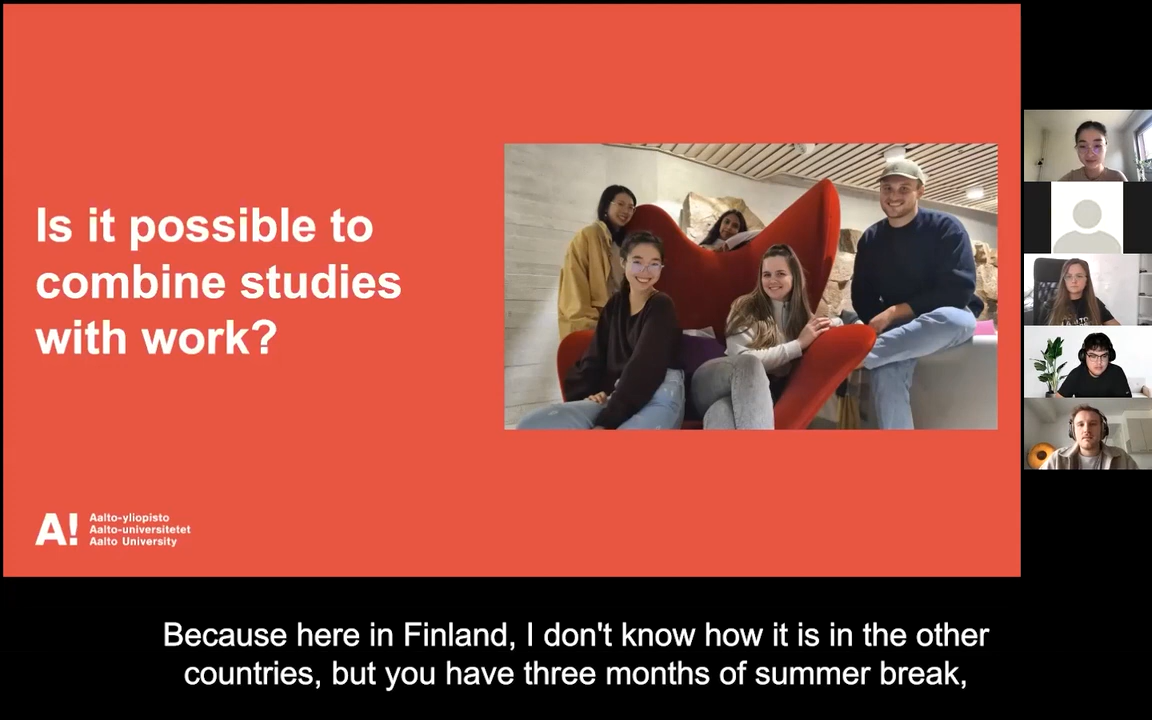 Is it possible to
combine studies
with work?
A!
Aalto-yliopisto
Aalto-universitetet
Aalto University
Because here in Finland, I don't know how it is in the other
countries, but you have three months of summer break,